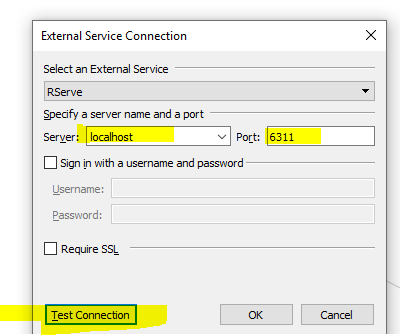 External Service Connection
Select an External Service
RServe
Specify a server name and a port
Server: localhost Port: 6311
Sign in with a username and password
Username:
Password:
Require SSL
Test Connection OK Cancel